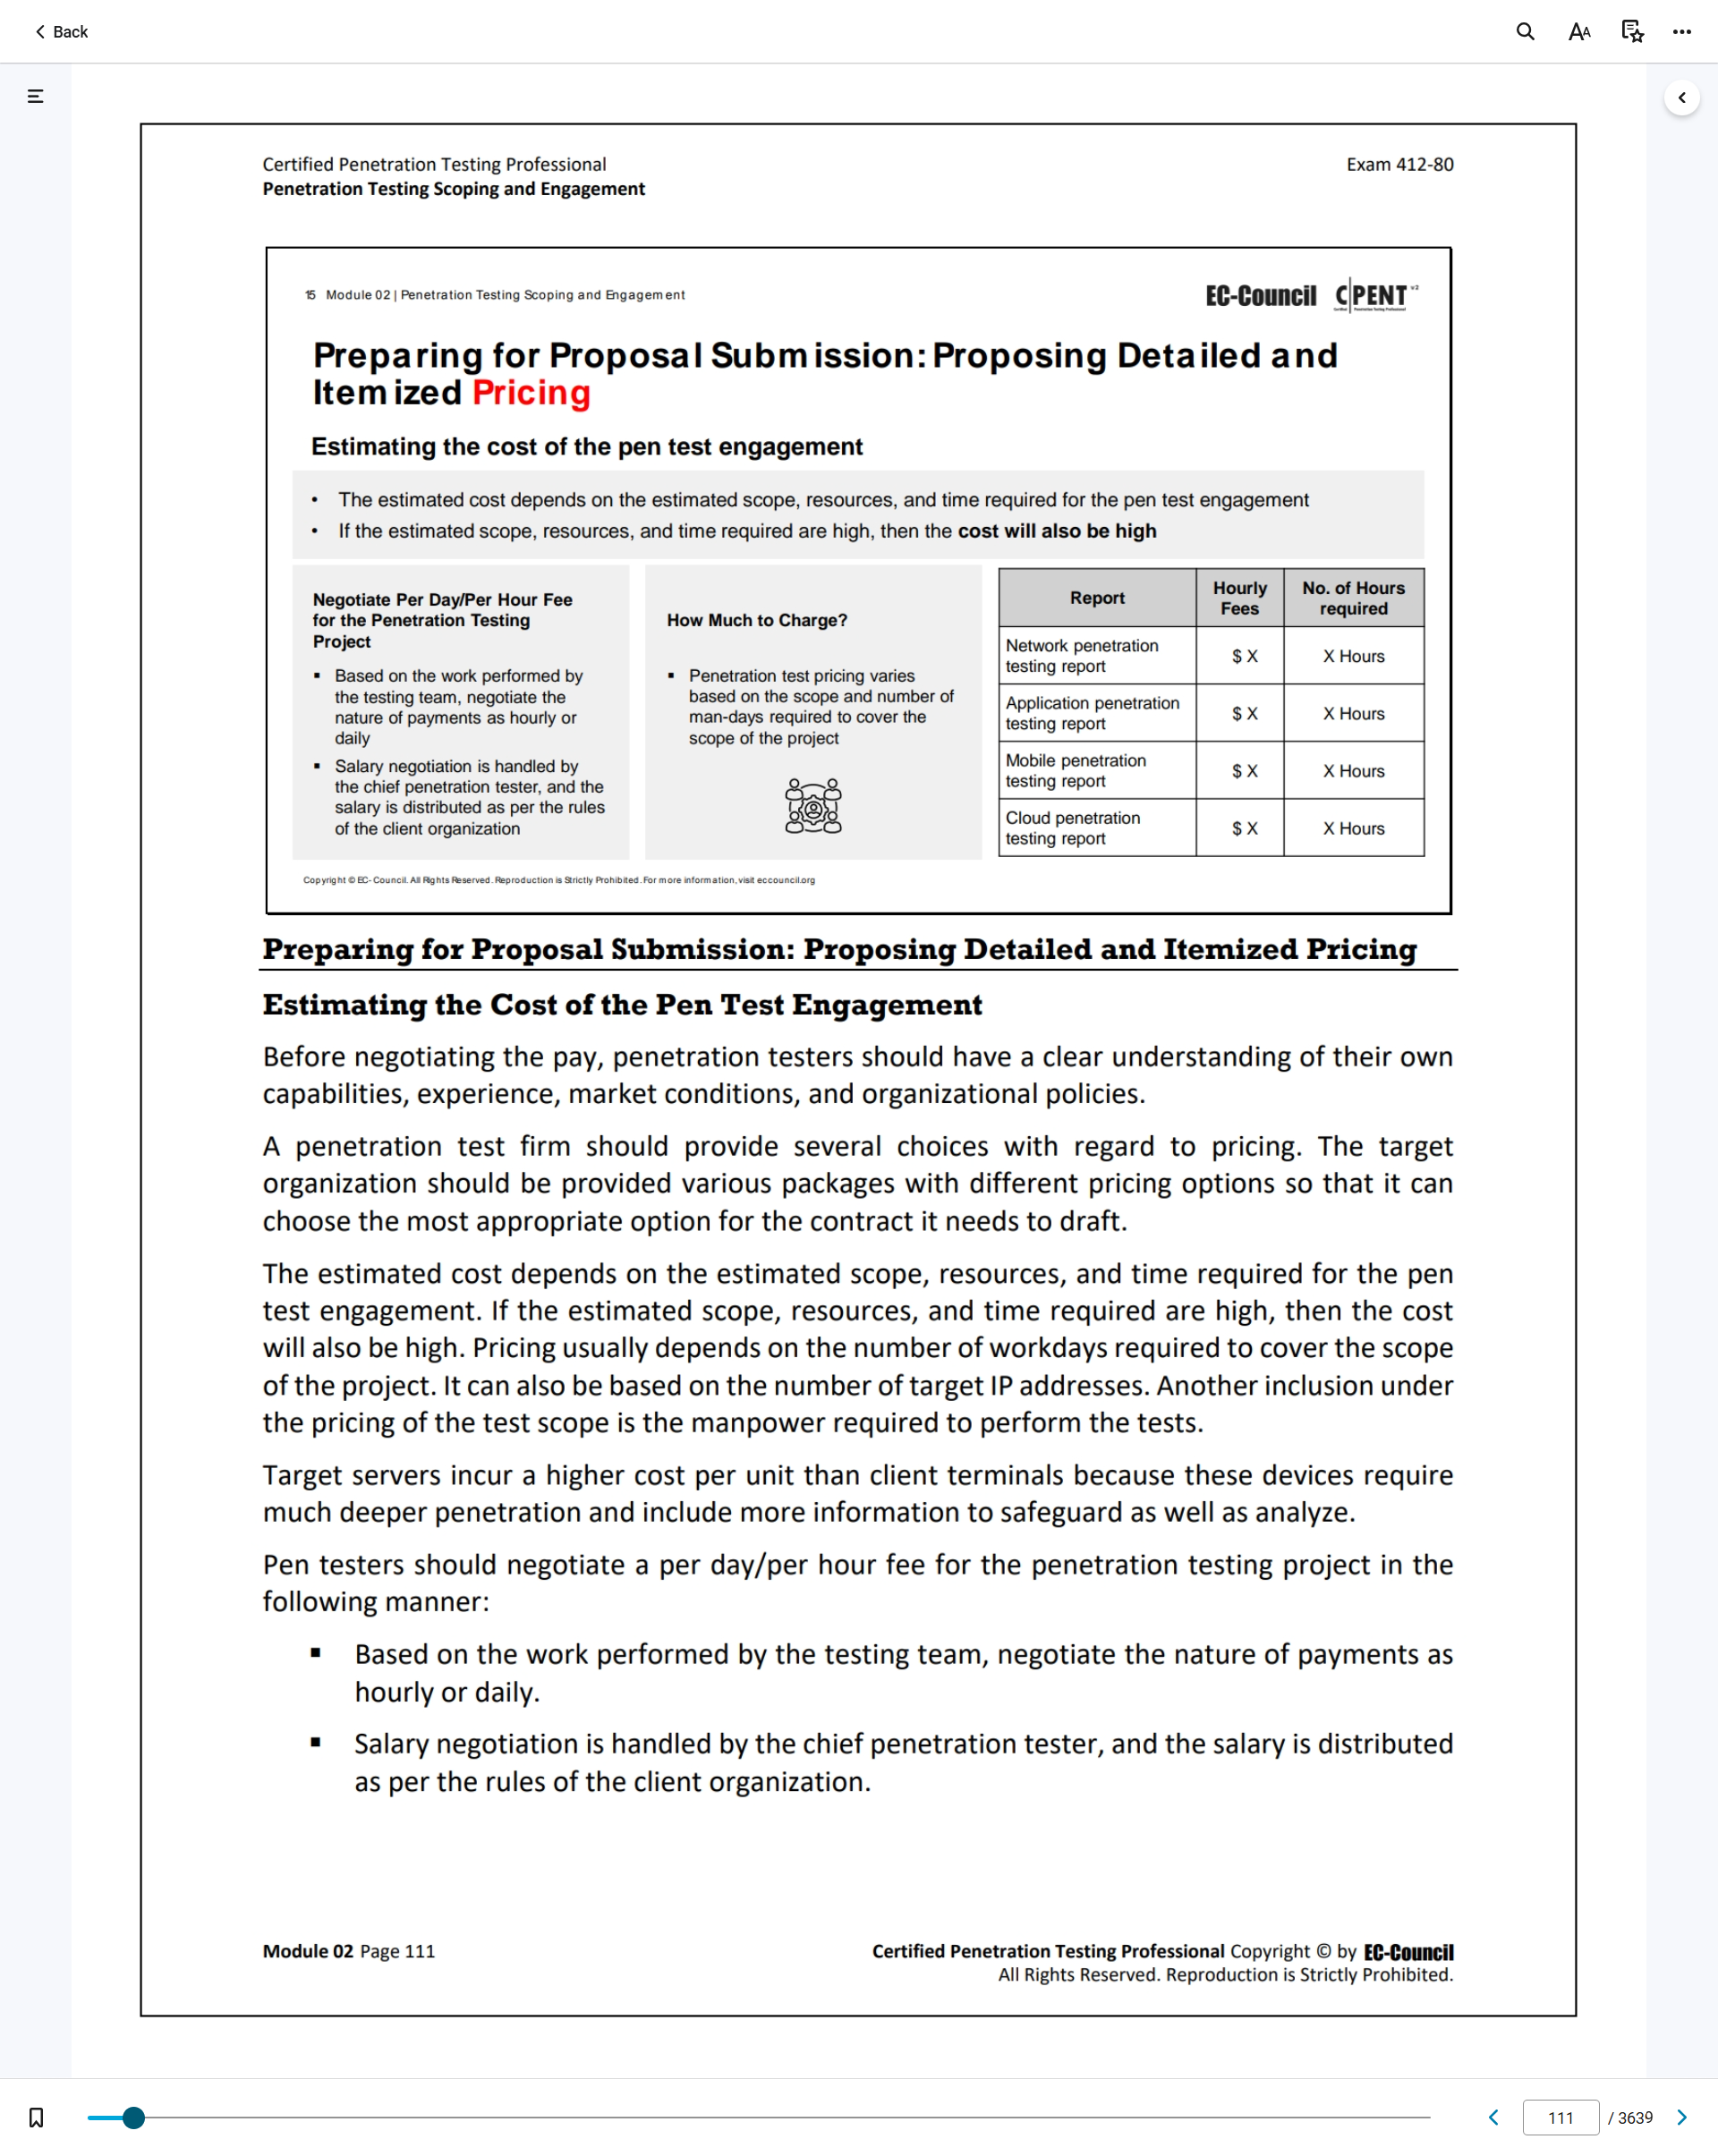 Back
Certified Penetration Testing Professional
Exam 412-80
Penetration Testing Scoping and Engagement
15 Module 02 | Penetration Testing Scoping and Engagement
EC-Council C|PENT
Preparing for Proposal Submission: Proposing Detailed and
Itemized Pricing
Estimating the cost of the pen test engagement
• The estimated cost depends on the estimated scope, resources, and time required for the pen test engagement
• If the estimated scope, resources, and time required are high, then the cost will also be high
Negotiate Per Day/Per Hour Fee
for the Penetration Testing
Project
▪ Based on the work performed by
the testing team, negotiate the
nature of payments as hourly or
daily
▪ Salary negotiation is handled by
the chief penetration tester, and the
salary is distributed as per the rules
of the client organization
How Much to Charge?
▪ Penetration test pricing varies
based on the scope and number of
man-days required to cover the
scope of the project
Report
Hourly
Fees
No. of Hours
required
Network penetration
testing report
$ X
X Hours
Application penetration
testing report
$ X
X Hours
Mobile penetration
testing report
$ X
X Hours
Cloud penetration
testing report
$ X
X Hours
Copyright © EC-Council. All Rights Reserved. Reproduction is Strictly Prohibited. For more information, visit eccouncil.org
Preparing for Proposal Submission: Proposing Detailed and Itemized Pricing
Estimating the Cost of the Pen Test Engagement
Before negotiating the pay, penetration testers should have a clear understanding of their own
capabilities, experience, market conditions, and organizational policies.
A penetration test firm should provide several choices with regard to pricing. The target
organization should be provided various packages with different pricing options so that it can
choose the most appropriate option for the contract it needs to draft.
The estimated cost depends on the estimated scope, resources, and time required for the pen
test engagement. If the estimated scope, resources, and time required are high, then the cost
will also be high. Pricing usually depends on the number of workdays required to cover the scope
of the project. It can also be based on the number of target IP addresses. Another inclusion under
the pricing of the test scope is the manpower required to perform the tests.
Target servers incur a higher cost per unit than client terminals because these devices require
much deeper penetration and include more information to safeguard as well as analyze.
Pen testers should negotiate a per day/per hour fee for the penetration testing project in the
following manner:
▪ Based on the work performed by the testing team, negotiate the nature of payments as
hourly or daily.
▪ Salary negotiation is handled by the chief penetration tester, and the salary is distributed
as per the rules of the client organization.
Module 02 Page 111
Certified Penetration Testing Professional Copyright © by EC-Council
All Rights Reserved. Reproduction is Strictly Prohibited.
111 / 3639